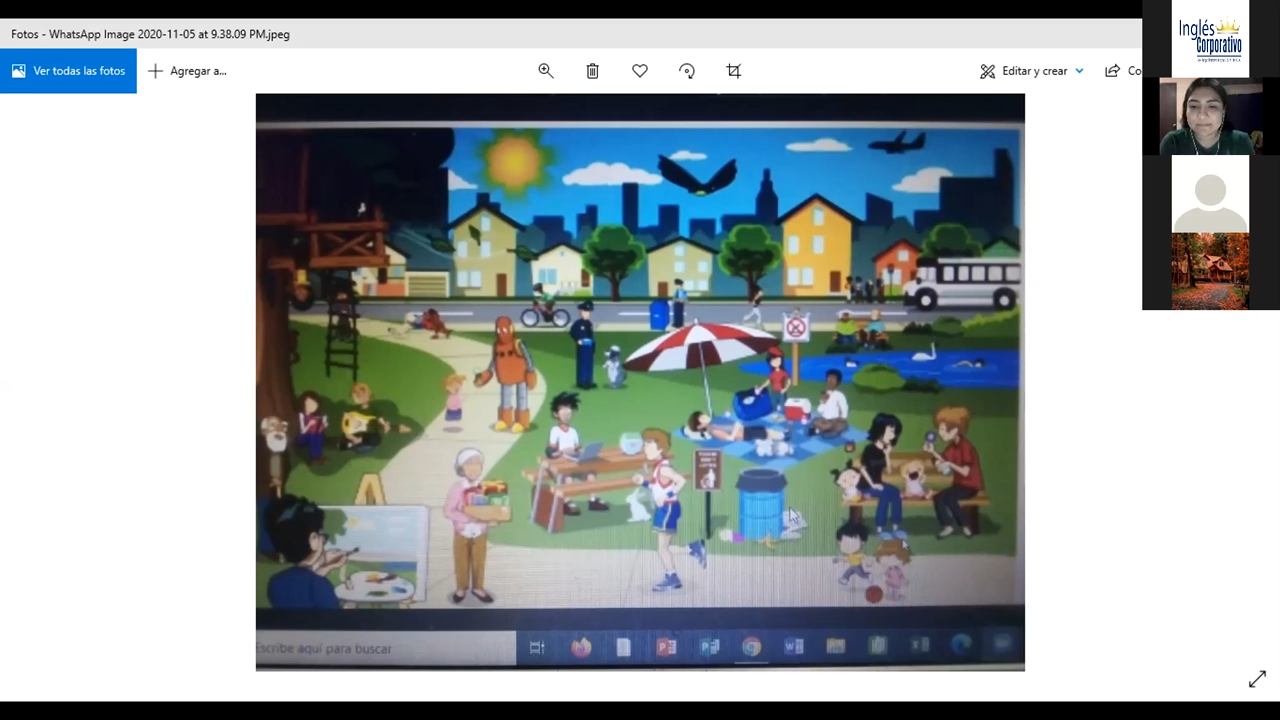 Fotos - WhatsApp Image 2020-11-05 at 9.38.09 PM.jpeg
Ver todas las fotos
Agregar a...
Editar y crear
Co
Inglés
Corporativo
Escribe aquí para buscar